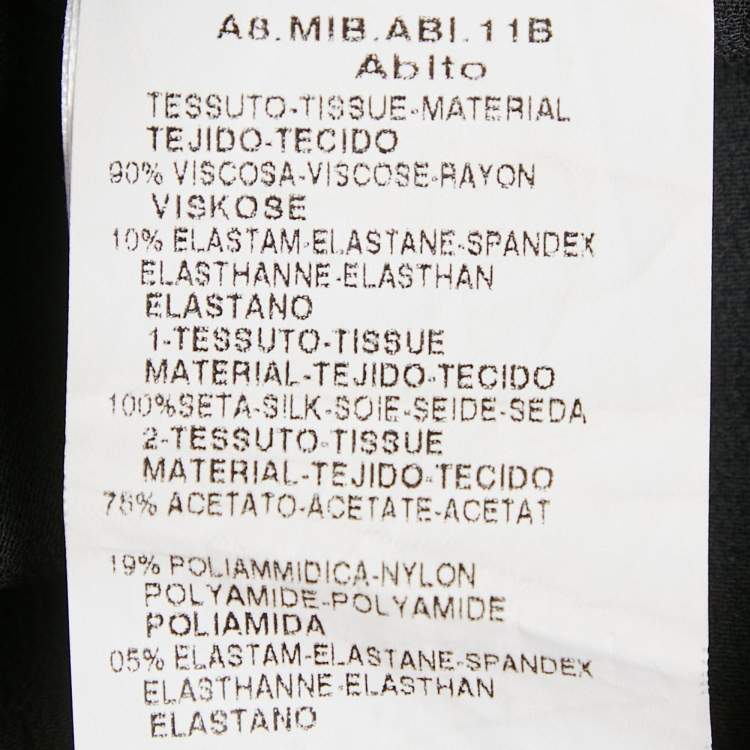 A8.MIB.ABI.11B
Abito
TESSUTO-TISSUE-MATERIAL
TEJIDO-TECIDO
90% VISCOSA-VISCOSE-RAYON
VISKOSE
10% ELASTAM-ELASTANE-SPANDEX
ELASTHANNE-ELASTHAN
ELASTANO
1-TESSUTO-TISSUE
MATERIAL-TEJIDO-TECIDO
100%SETA-SILK-SOIE-SEIDE-SEDA
2-TESSUTO-TISSUE
MATERIAL-TEJIDO-TECIDO
76% ACETATO-ACETATE-ACETAT
19% POLIAMMIDICA-NYLON
POLYAMIDE-POLYAMIDE
POLIAMIDA
05% ELASTAM-ELASTANE-SPANDEX
ELASTHANNE-ELASTHAN
ELASTANO